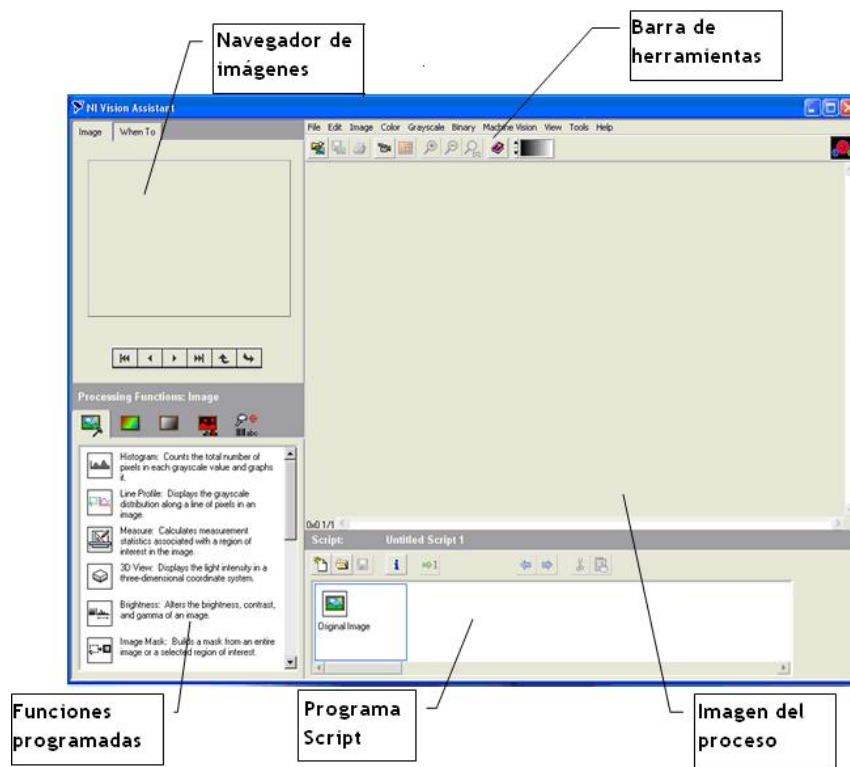 Navegador de
imágenes
Barra de
herramientas
NI Vision Assistant
Image
When To
File Edit Image Color Grayscale Binary Machine Vision View Tools Help
Processing Functions: Image
abc
Histogram: Counts the total number of
pixels in each grayscale value and graphs
it.
Line Profile: Displays the grayscale
distribution along a line of pixels in an
image.
Measure: Calculates measurement
statistics associated with a region of
interest in the image.
3D View: Displays the light intensity in a
three-dimensional coordinate system.
Brightness: Alters the brightness, contrast,
and gamma of an image.
Image Mask: Builds a mask from an entire
image or a selected region of interest.
0x0 1/1
Script: Untitled Script 1
i
1
Original Image
Funciones
programadas
Programa
Script
Imagen del
proceso